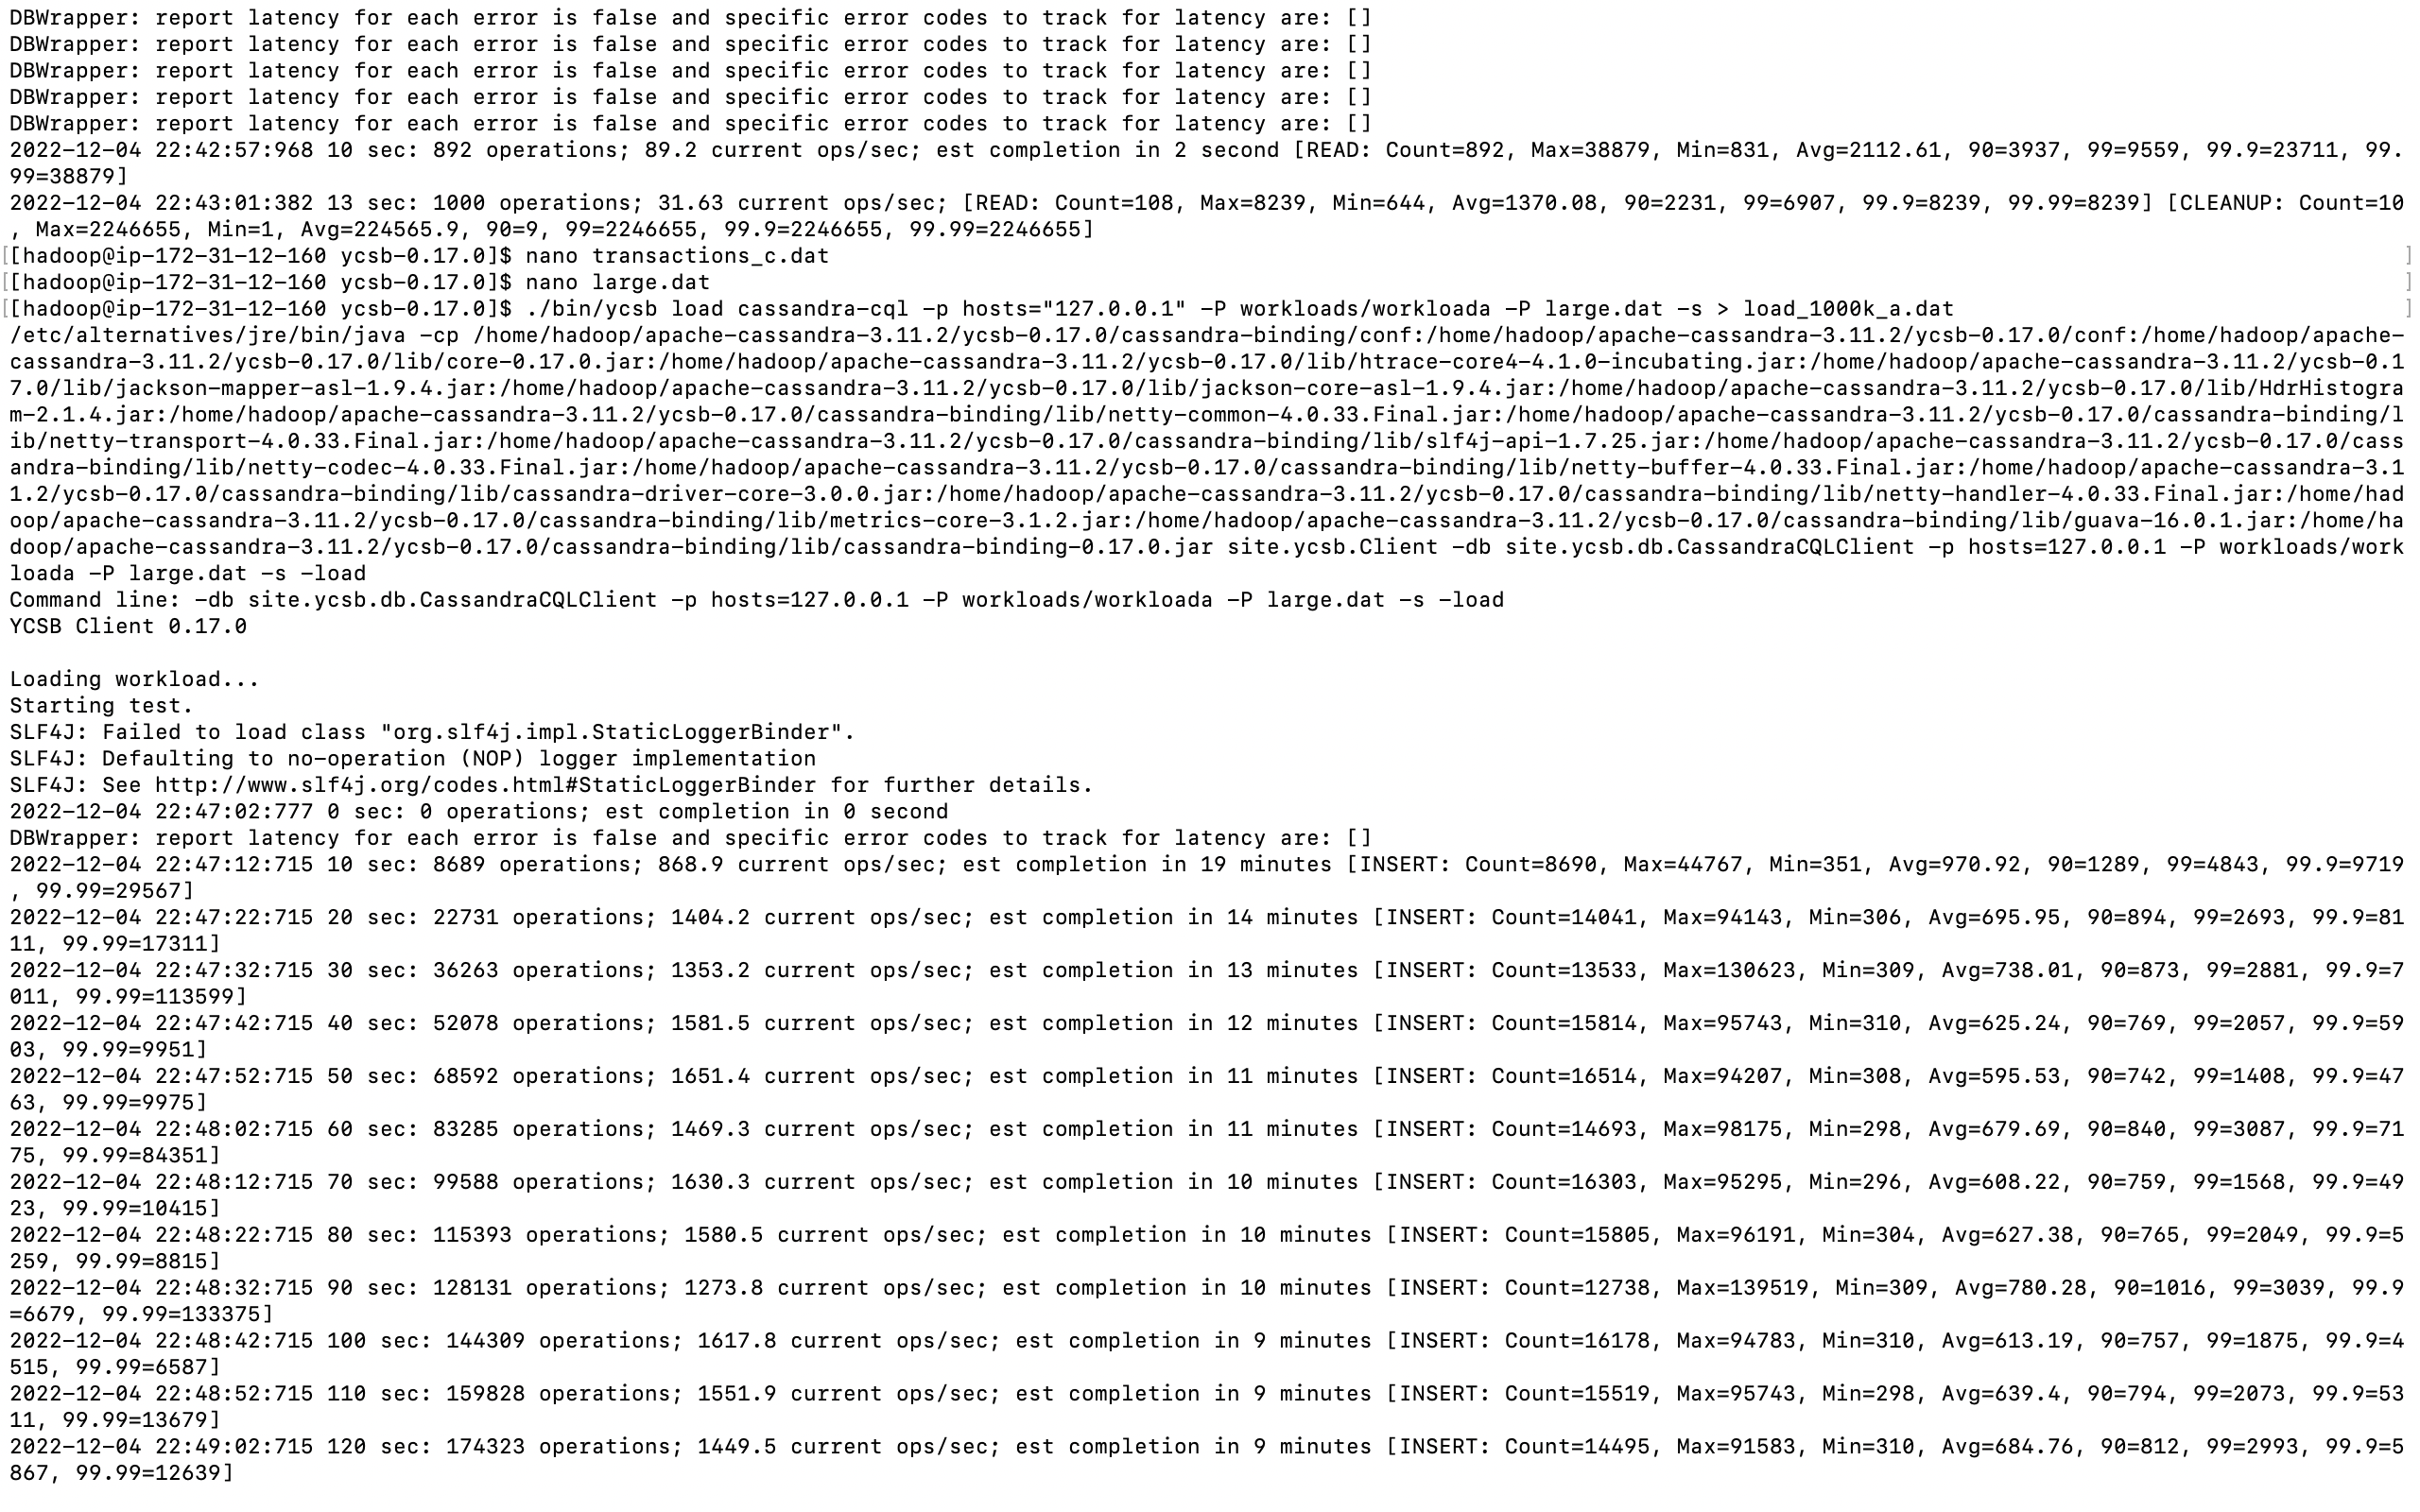 DBWrapper: report latency for each error is false and specific error codes to track for latency are: []
DBWrapper: report latency for each error is false and specific error codes to track for latency are: []
DBWrapper: report latency for each error is false and specific error codes to track for latency are: []
DBWrapper: report latency for each error is false and specific error codes to track for latency are: []
DBWrapper: report latency for each error is false and specific error codes to track for latency are: []
2022-12-04 22:42:57:968 10 sec: 892 operations; 89.2 current ops/sec; est completion in 2 second [READ: Count=892, Max=38879, Min=831, Avg=2112.61, 90=3937, 99=9559, 99.9=23711, 99.
99=38879]
2022-12-04 22:43:01:382 13 sec: 1000 operations; 31.63 current ops/sec; [READ: Count=108, Max=8239, Min=644, Avg=1370.08, 90=2231, 99=6907, 99.9=8239, 99.99=8239] [CLEANUP: Count=10
, Max=2246655, Min=1, Avg=224565.9, 90=9, 99=2246655, 99.9=2246655, 99.99=2246655]
[[hadoop@ip-172-31-12-160 ycsb-0.17.0]$ nano transactions_c.dat ]
[[hadoop@ip-172-31-12-160 ycsb-0.17.0]$ nano large.dat ]
[[hadoop@ip-172-31-12-160 ycsb-0.17.0]$ ./bin/ycsb load cassandra-cql -p hosts="127.0.0.1" -P workloads/workloada -P large.dat -s > load_1000k_a.dat ]
/etc/alternatives/jre/bin/java -cp /home/hadoop/apache-cassandra-3.11.2/ycsb-0.17.0/cassandra-binding/conf:/home/hadoop/apache-cassandra-3.11.2/ycsb-0.17.0/conf:/home/hadoop/apache-
cassandra-3.11.2/ycsb-0.17.0/lib/core-0.17.0.jar:/home/hadoop/apache-cassandra-3.11.2/ycsb-0.17.0/lib/htrace-core4-4.1.0-incubating.jar:/home/hadoop/apache-cassandra-3.11.2/ycsb-0.1
7.0/lib/jackson-mapper-asl-1.9.4.jar:/home/hadoop/apache-cassandra-3.11.2/ycsb-0.17.0/lib/jackson-core-asl-1.9.4.jar:/home/hadoop/apache-cassandra-3.11.2/ycsb-0.17.0/lib/HdrHistogra
m-2.1.4.jar:/home/hadoop/apache-cassandra-3.11.2/ycsb-0.17.0/cassandra-binding/lib/netty-common-4.0.33.Final.jar:/home/hadoop/apache-cassandra-3.11.2/ycsb-0.17.0/cassandra-binding/l
ib/netty-transport-4.0.33.Final.jar:/home/hadoop/apache-cassandra-3.11.2/ycsb-0.17.0/cassandra-binding/lib/slf4j-api-1.7.25.jar:/home/hadoop/apache-cassandra-3.11.2/ycsb-0.17.0/cass
andra-binding/lib/netty-codec-4.0.33.Final.jar:/home/hadoop/apache-cassandra-3.11.2/ycsb-0.17.0/cassandra-binding/lib/netty-buffer-4.0.33.Final.jar:/home/hadoop/apache-cassandra-3.1
1.2/ycsb-0.17.0/cassandra-binding/lib/cassandra-driver-core-3.0.0.jar:/home/hadoop/apache-cassandra-3.11.2/ycsb-0.17.0/cassandra-binding/lib/netty-handler-4.0.33.Final.jar:/home/had
oop/apache-cassandra-3.11.2/ycsb-0.17.0/cassandra-binding/lib/metrics-core-3.1.2.jar:/home/hadoop/apache-cassandra-3.11.2/ycsb-0.17.0/cassandra-binding/lib/guava-16.0.1.jar:/home/ha
doop/apache-cassandra-3.11.2/ycsb-0.17.0/cassandra-binding/lib/cassandra-binding-0.17.0.jar site.ycsb.Client -db site.ycsb.db.CassandraCQLClient -p hosts=127.0.0.1 -P workloads/work
loada -P large.dat -s -load
Command line: -db site.ycsb.db.CassandraCQLClient -p hosts=127.0.0.1 -P workloads/workloada -P large.dat -s -load
YCSB Client 0.17.0
Loading workload...
Starting test.
SLF4J: Failed to load class "org.slf4j.impl.StaticLoggerBinder".
SLF4J: Defaulting to no-operation (NOP) logger implementation
SLF4J: See http://www.slf4j.org/codes.html#StaticLoggerBinder for further details.
2022-12-04 22:47:02:777 0 sec: 0 operations; est completion in 0 second
DBWrapper: report latency for each error is false and specific error codes to track for latency are: []
2022-12-04 22:47:12:715 10 sec: 8689 operations; 868.9 current ops/sec; est completion in 19 minutes [INSERT: Count=8690, Max=44767, Min=351, Avg=970.92, 90=1289, 99=4843, 99.9=9719
, 99.99=29567]
2022-12-04 22:47:22:715 20 sec: 22731 operations; 1404.2 current ops/sec; est completion in 14 minutes [INSERT: Count=14041, Max=94143, Min=306, Avg=695.95, 90=894, 99=2693, 99.9=81
11, 99.99=17311]
2022-12-04 22:47:32:715 30 sec: 36263 operations; 1353.2 current ops/sec; est completion in 13 minutes [INSERT: Count=13533, Max=130623, Min=309, Avg=738.01, 90=873, 99=2881, 99.9=7
011, 99.99=113599]
2022-12-04 22:47:42:715 40 sec: 52078 operations; 1581.5 current ops/sec; est completion in 12 minutes [INSERT: Count=15814, Max=95743, Min=310, Avg=625.24, 90=769, 99=2057, 99.9=59
03, 99.99=9951]
2022-12-04 22:47:52:715 50 sec: 68592 operations; 1651.4 current ops/sec; est completion in 11 minutes [INSERT: Count=16514, Max=94207, Min=308, Avg=595.53, 90=742, 99=1408, 99.9=47
63, 99.99=9975]
2022-12-04 22:48:02:715 60 sec: 83285 operations; 1469.3 current ops/sec; est completion in 11 minutes [INSERT: Count=14693, Max=98175, Min=298, Avg=679.69, 90=840, 99=3087, 99.9=71
75, 99.99=84351]
2022-12-04 22:48:12:715 70 sec: 99588 operations; 1630.3 current ops/sec; est completion in 10 minutes [INSERT: Count=16303, Max=95295, Min=296, Avg=608.22, 90=759, 99=1568, 99.9=49
23, 99.99=10415]
2022-12-04 22:48:22:715 80 sec: 115393 operations; 1580.5 current ops/sec; est completion in 10 minutes [INSERT: Count=15805, Max=96191, Min=304, Avg=627.38, 90=765, 99=2049, 99.9=5
259, 99.99=8815]
2022-12-04 22:48:32:715 90 sec: 128131 operations; 1273.8 current ops/sec; est completion in 10 minutes [INSERT: Count=12738, Max=139519, Min=309, Avg=780.28, 90=1016, 99=3039, 99.9
=6679, 99.99=133375]
2022-12-04 22:48:42:715 100 sec: 144309 operations; 1617.8 current ops/sec; est completion in 9 minutes [INSERT: Count=16178, Max=94783, Min=310, Avg=613.19, 90=757, 99=1875, 99.9=4
515, 99.99=6587]
2022-12-04 22:48:52:715 110 sec: 159828 operations; 1551.9 current ops/sec; est completion in 9 minutes [INSERT: Count=15519, Max=95743, Min=298, Avg=639.4, 90=794, 99=2073, 99.9=53
11, 99.99=13679]
2022-12-04 22:49:02:715 120 sec: 174323 operations; 1449.5 current ops/sec; est completion in 9 minutes [INSERT: Count=14495, Max=91583, Min=310, Avg=684.76, 90=812, 99=2993, 99.9=5
867, 99.99=12639]